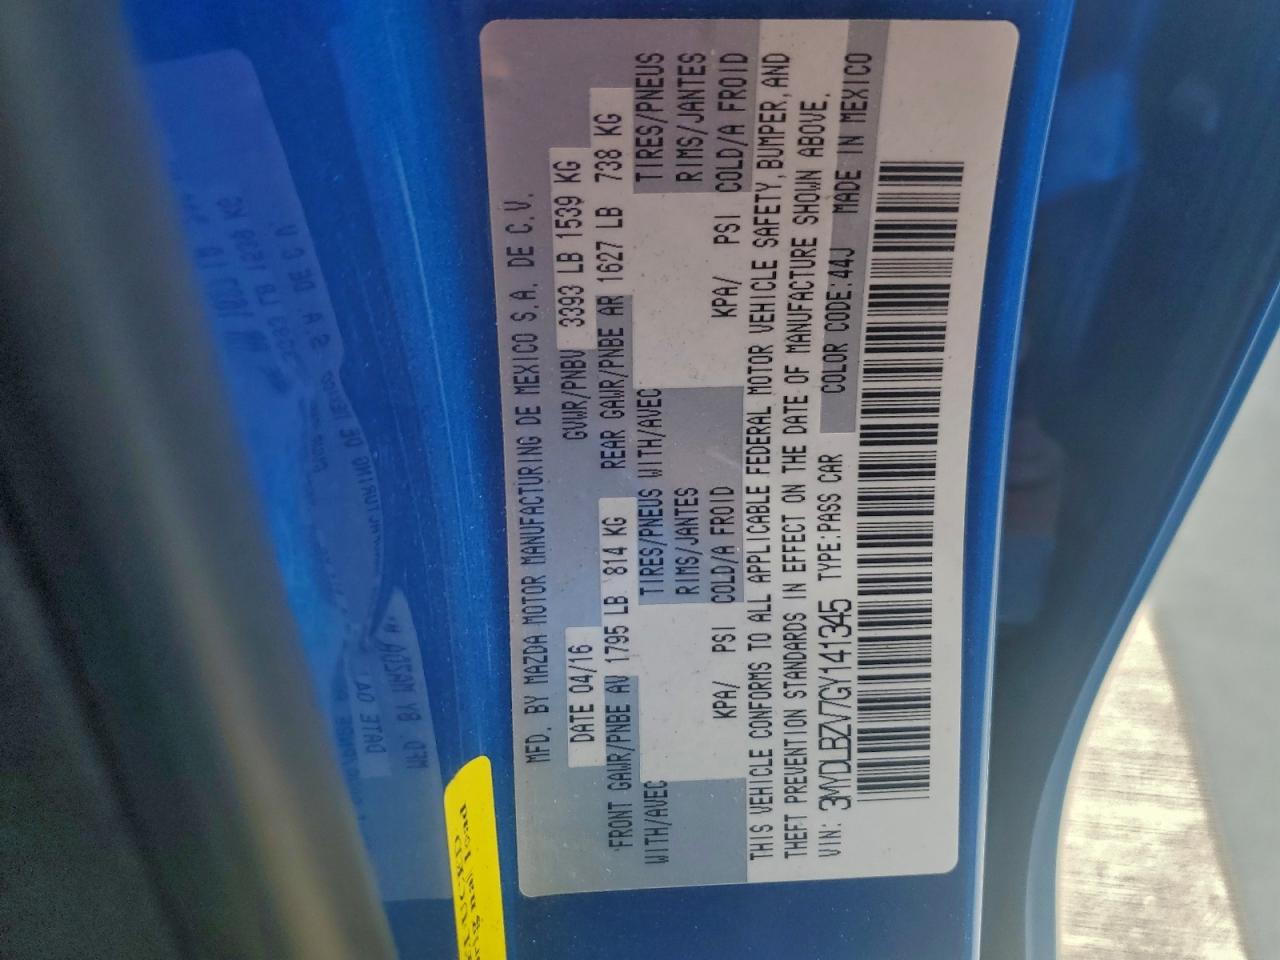 MFD. BY MAZDA MOTOR MANUFACTURING DE MEXICO S.A. DE C.V.
DATE 04/16 GVWR/PNBV 3393 LB 1539 KG
FRONT GAWR/PNBE AV 1795 LB 814 KG REAR GAWR/PNBE AR 1627 LB 738 KG
WITH/AVEC TIRES/PNEUS WITH/AVEC TIRES/PNEUS
RIMS/JANTES RIMS/JANTES
KPA/ PSI COLD/A FROID KPA/ PSI COLD/A FROID
THIS VEHICLE CONFORMS TO ALL APPLICABLE FEDERAL MOTOR VEHICLE SAFETY, BUMPER, AND
THEFT PREVENTION STANDARDS IN EFFECT ON THE DATE OF MANUFACTURE SHOWN ABOVE.
VIN: 3MYDLBZV7GY141345 TYPE:PASS CAR COLOR CODE:44J MADE IN MEXICO